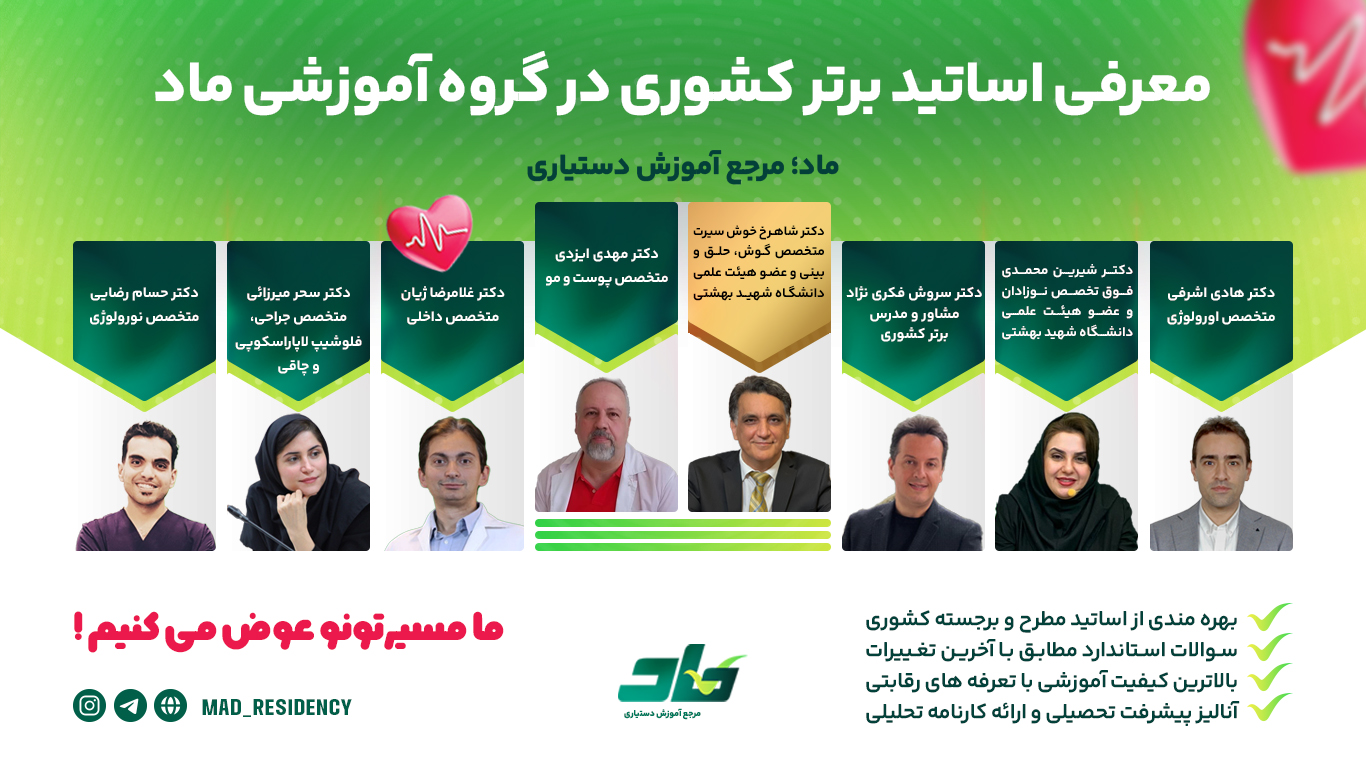 معرفی اساتید برتر کشوری در گروه آموزشی ماد
ماد؛ مرجع آموزش دستیاری
دکتر هادی اشرفی
متخصص اورولوژی
دکتر شیرین محمدی
فوق تخصص نوزادان
و عضو هیئت علمی
دانشگاه شهید بهشتی
دکتر سروش فکری نژاد
مشاور و مدرس
برتر کشوری
دکتر شاهرخ خوش سیرت
متخصص گوش، حلق و
بینی و عضو هیئت علمی
دانشگاه شهید بهشتی
دکتر مهدی ایزدی
متخصص پوست و مو
دکتر غلامرضا ژیان
متخصص داخلی
دکتر سحر میرزائی
متخصص جراحی،
فلوشیپ لاپاراسکوپی
و چاقی
دکتر حسام رضایی
متخصص نورولوژی
بهره مندی از اساتید مطرح و برجسته کشوری
سوالات استاندارد مطابق با آخرین تغییرات
بالاترین کیفیت آموزشی با تعرفه های رقابتی
آنالیز پیشرفت تحصیلی و ارائه کارنامه تحلیلی
ماد
مرجع آموزش دستیاری
ما مسیرتونو عوض می کنیم !
MAD_RESIDENCY